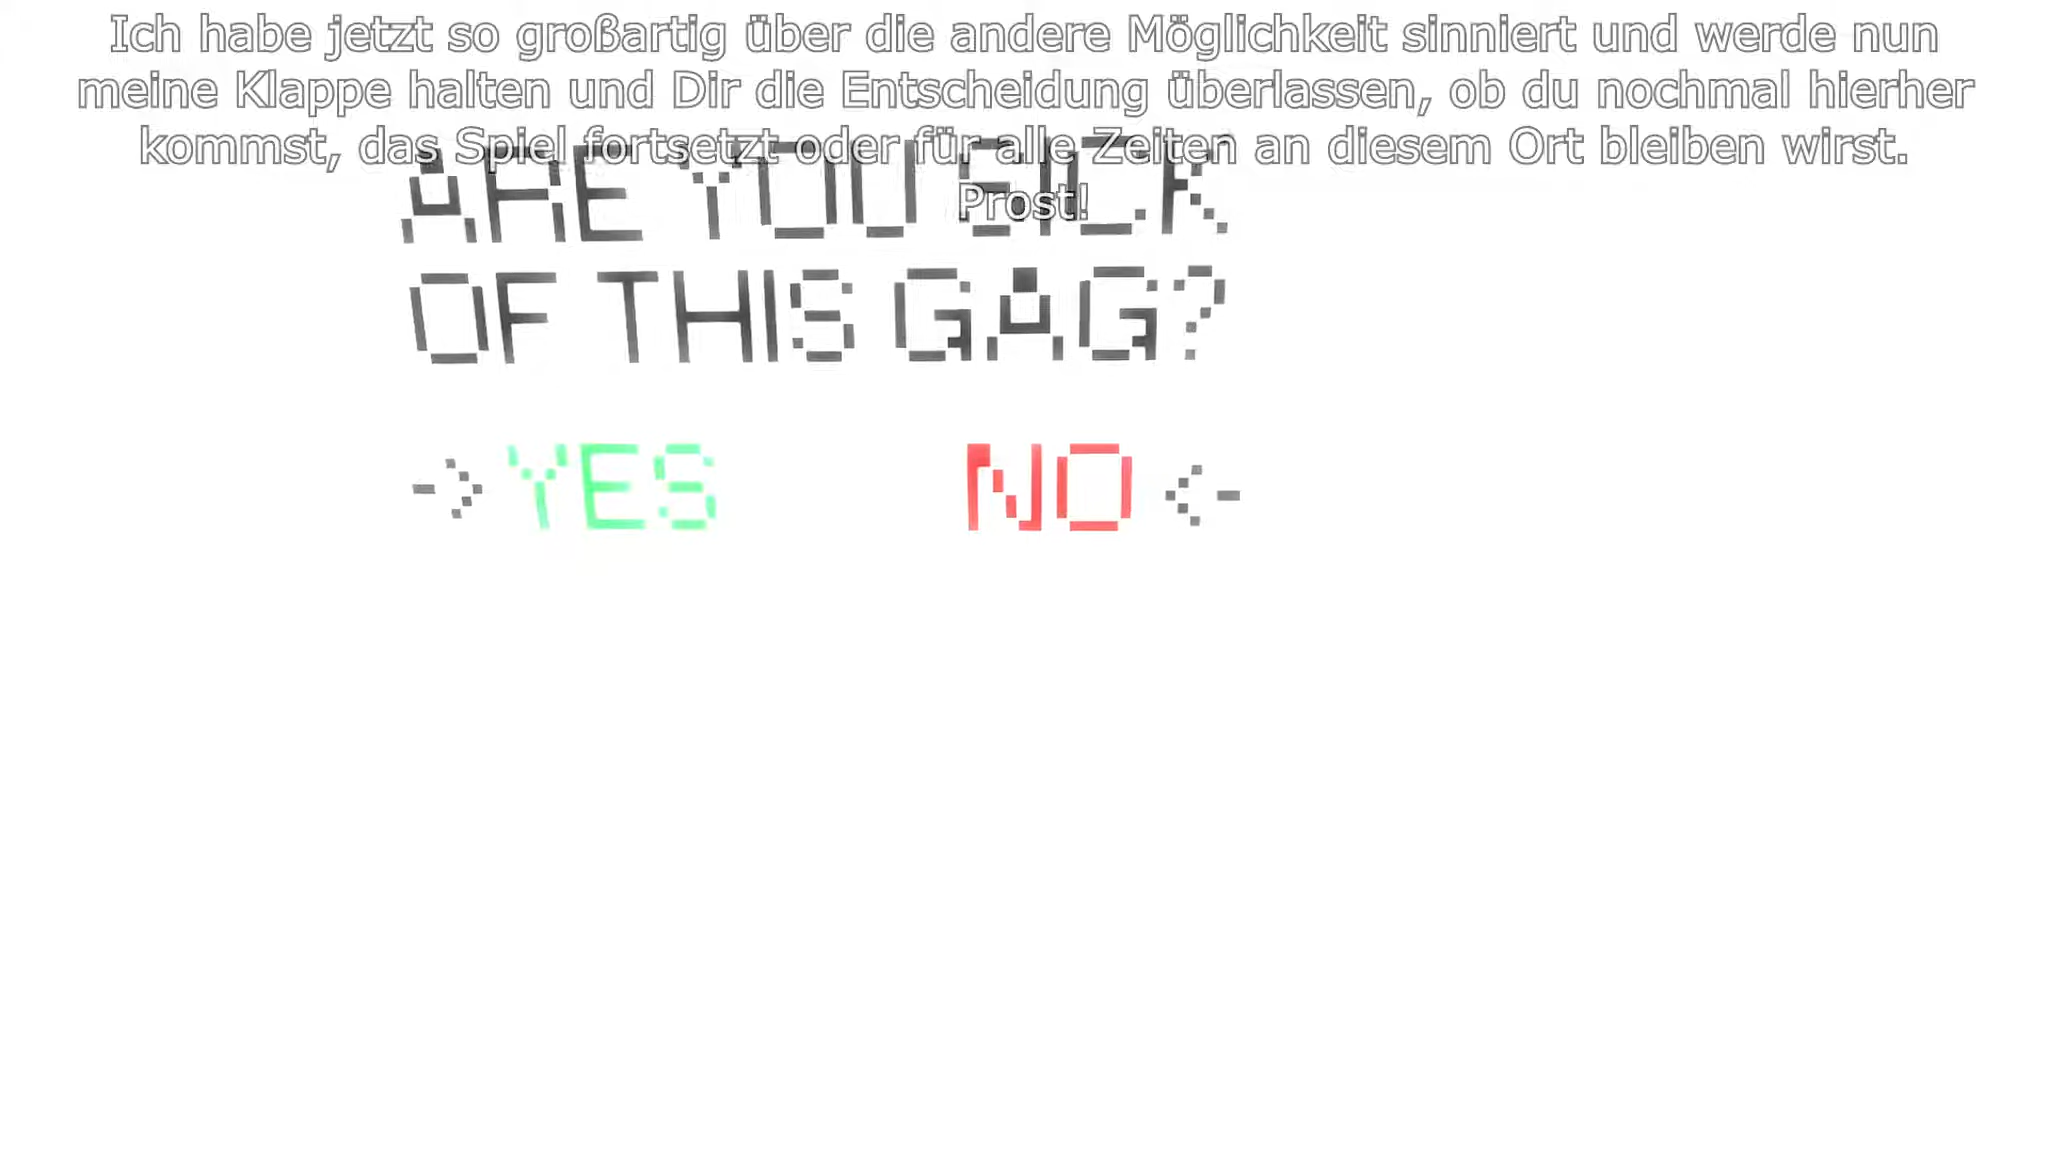 Ich habe jetzt so großartig über die andere Möglichkeit sinniert und werde nun
meine Klappe halten und Dir die Entscheidung überlassen, ob du nochmal hierher
kommst, das Spiel fortsetzt oder für alle Zeiten an diesem Ort bleiben wirst.
Prost!
ARE YOU SICK
OF THIS GAG?
-> YES NO <-